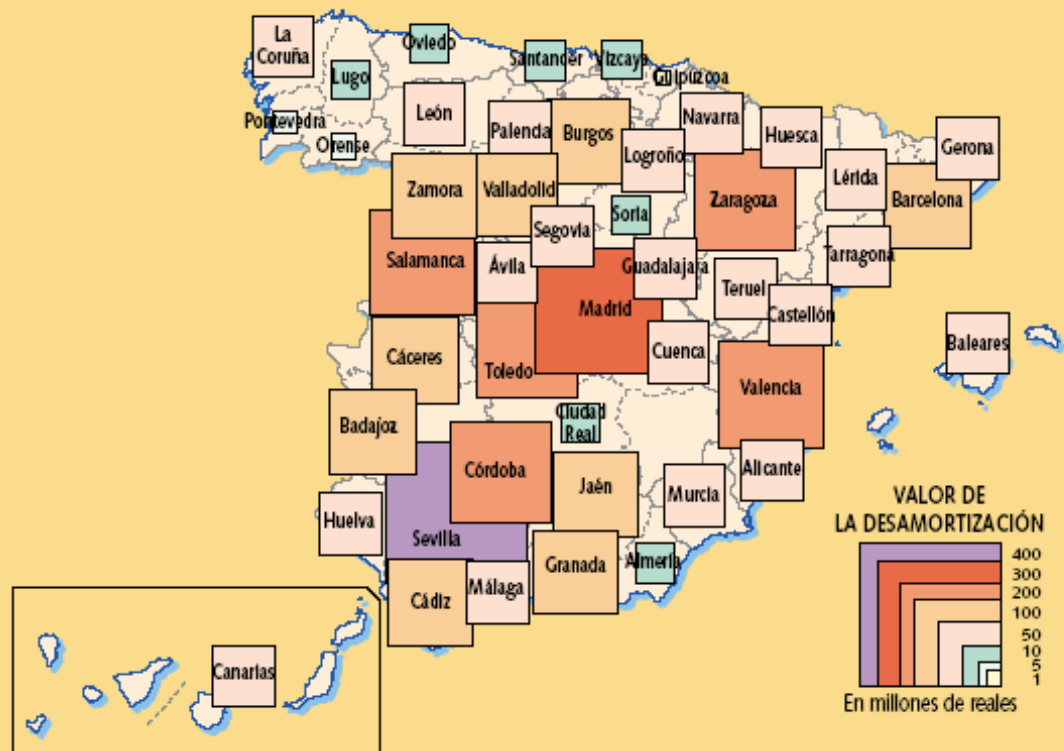 La
Coruña
Oviedo
Santander
Vizcaya
Guipúzcoa
Lugo
León
Palencia
Burgos
Navarra
Huesca
Gerona
Pontevedra
Orense
Logroño
Lérida
Zamora
Valladolid
Zaragoza
Barcelona
Soria
Segovia
Salamanca
Ávila
Guadalajara
Tarragona
Teruel
Madrid
Castellón
Baleares
Cáceres
Toledo
Cuenca
Valencia
Badajoz
Ciudad
Real
Córdoba
Alicante
Jaén
Murcia
Huelva
Sevilla
Almería
Granada
Cádiz
Málaga
Canarias
VALOR DE
LA DESAMORTIZACIÓN
400
300
200
100
50
10
5
1
En millones de reales